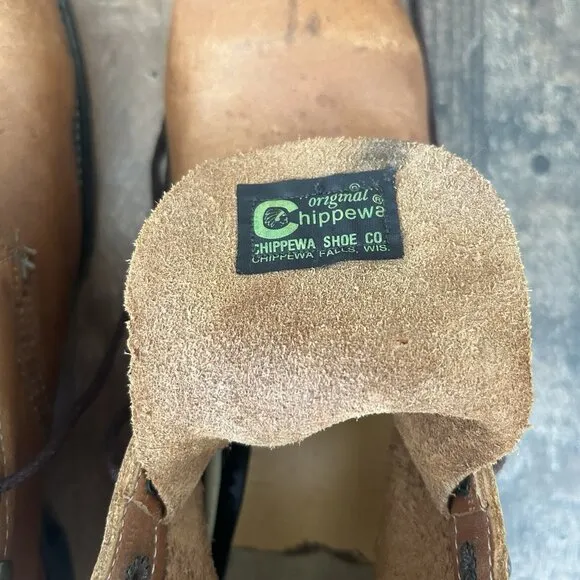 original®
Chippewa®
CHIPPEWA SHOE CO.
CHIPPEWA FALLS, WIS.